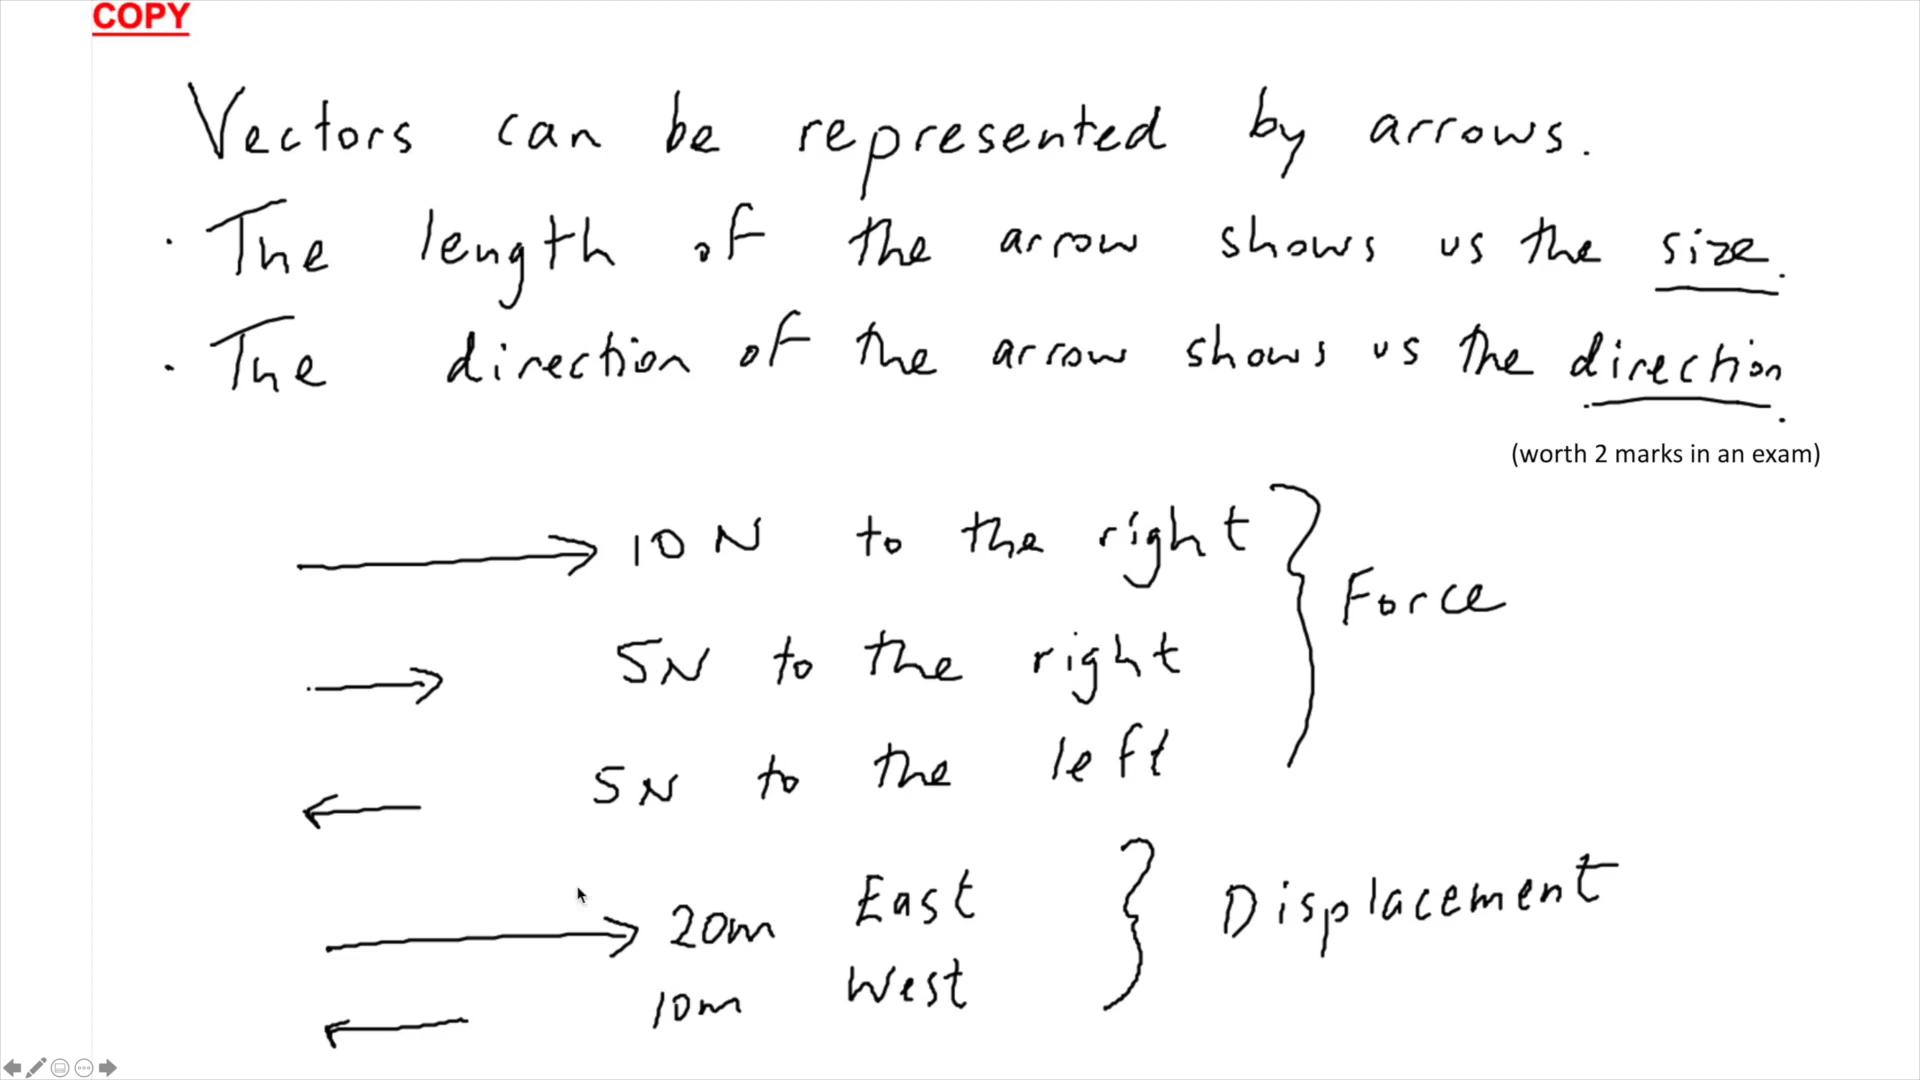 COPY
Vectors can be represented by arrows.
· The length of the arrow shows us the size.
· The direction of the arrow shows us the direction.
(worth 2 marks in an exam)
10 N to the right
5N to the right
5N to the left
Force
20m East
10m West
Displacement